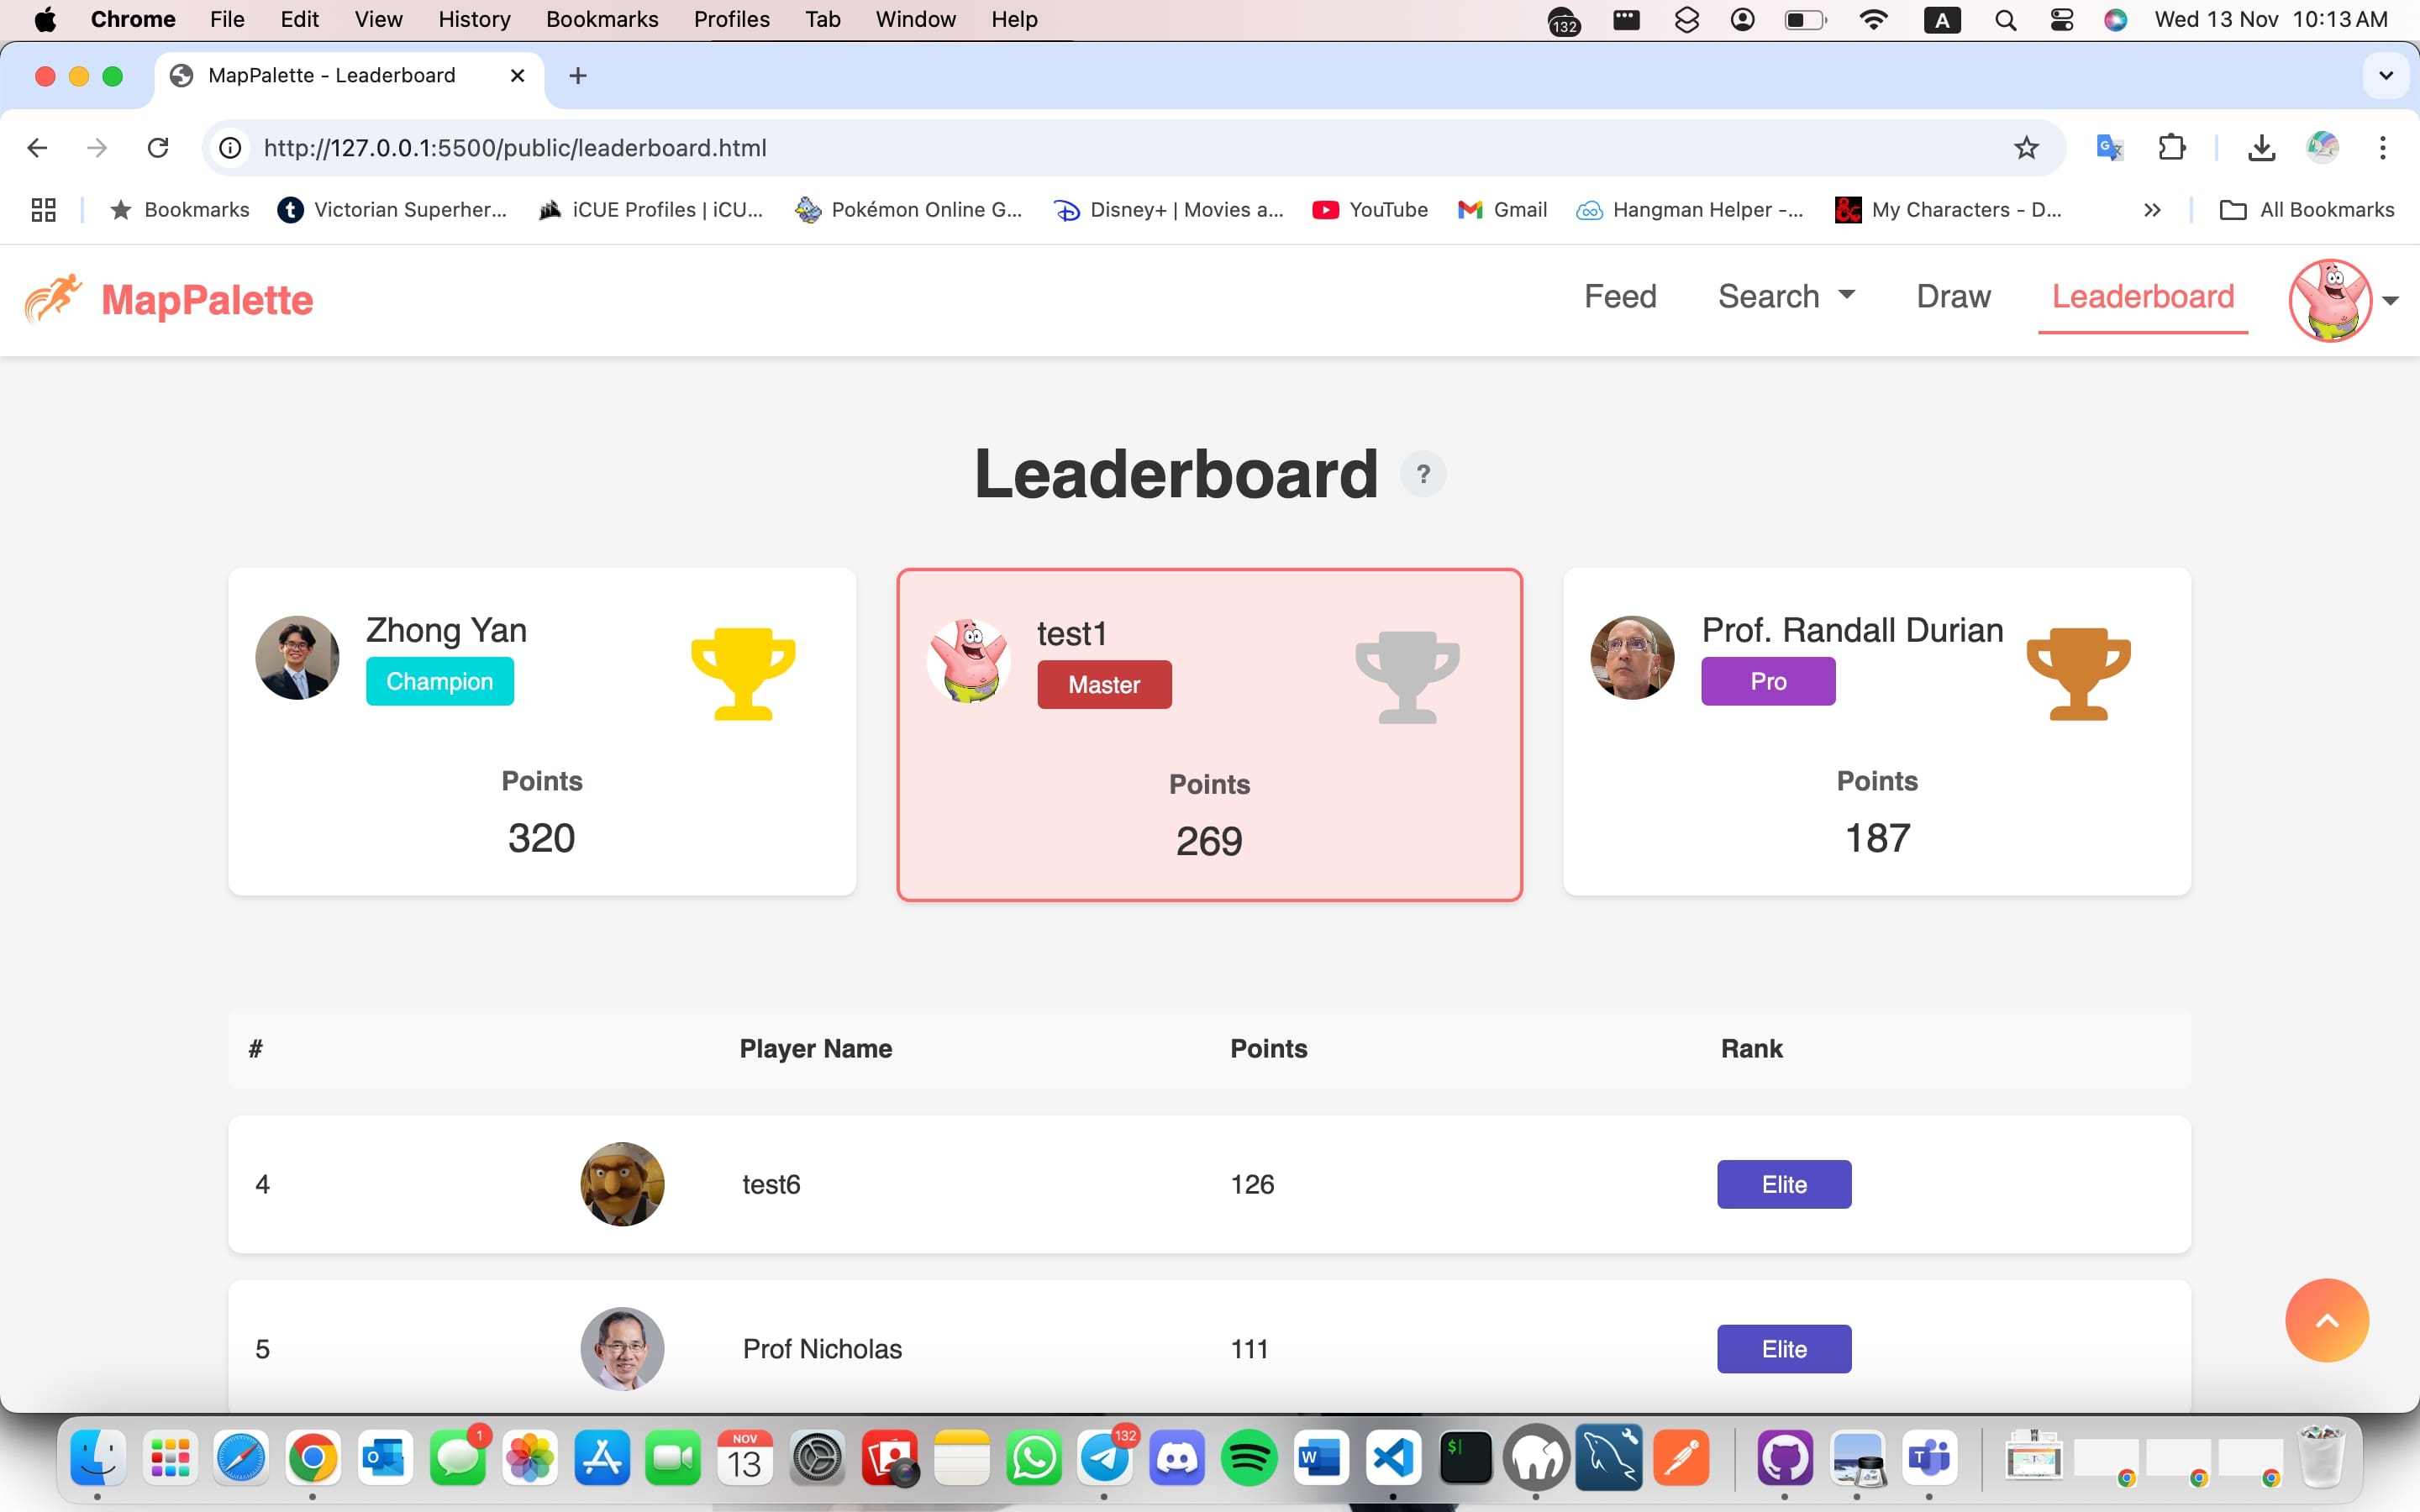 Chrome File Edit View History Bookmarks Profiles Tab Window Help 132 A Wed 13 Nov 10:13 AM
MapPalette - Leaderboard
http://127.0.0.1:5500/public/leaderboard.html
Bookmarks Victorian Superher... iCUE Profiles | iCU... Pokémon Online G... Disney+ | Movies a... YouTube Gmail Hangman Helper -... My Characters - D... All Bookmarks
MapPalette Feed Search Draw Leaderboard
Leaderboard ?
Zhong Yan
Champion
Points
320
test1
Master
Points
269
Prof. Randall Durian
Pro
Points
187
# Player Name Points Rank
4 test6 126 Elite
5 Prof Nicholas 111 Elite
1 NOV 13 132 W $